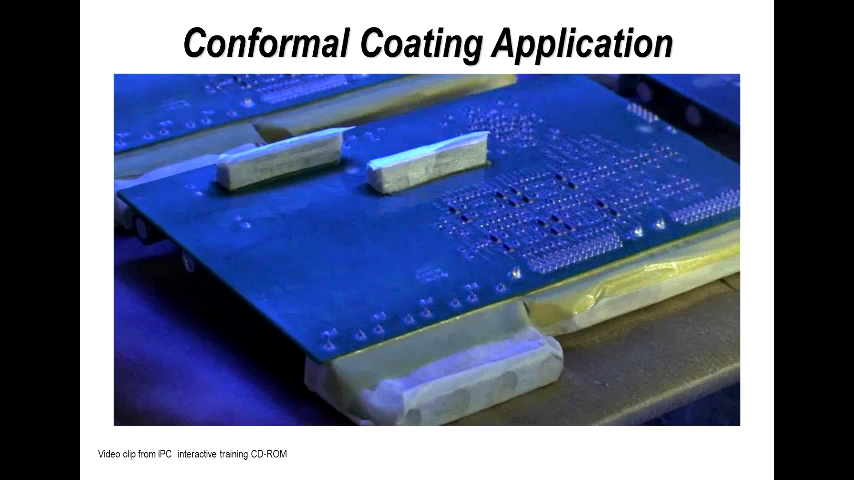 Conformal Coating Application
Video clip from IPC interactive training CD-ROM